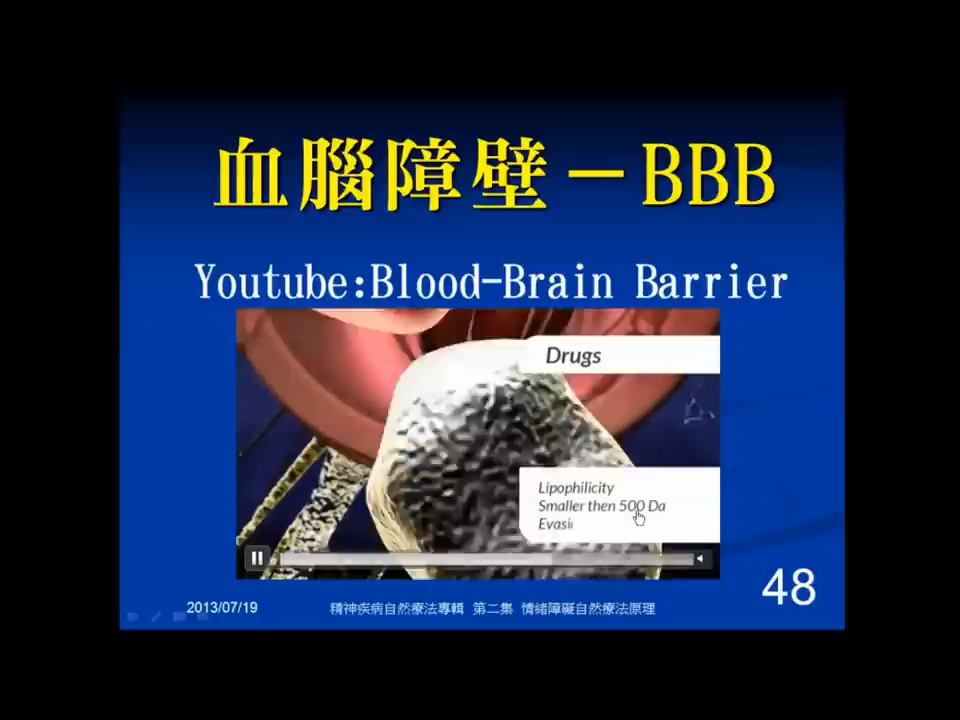 血腦障壁－BBB
Youtube:Blood-Brain Barrier
Drugs
Lipophilicity
Smaller then 500 Da
Evasi
2013/07/19
精神疾病自然療法專輯 第二集 情緒障礙自然療法原理
48